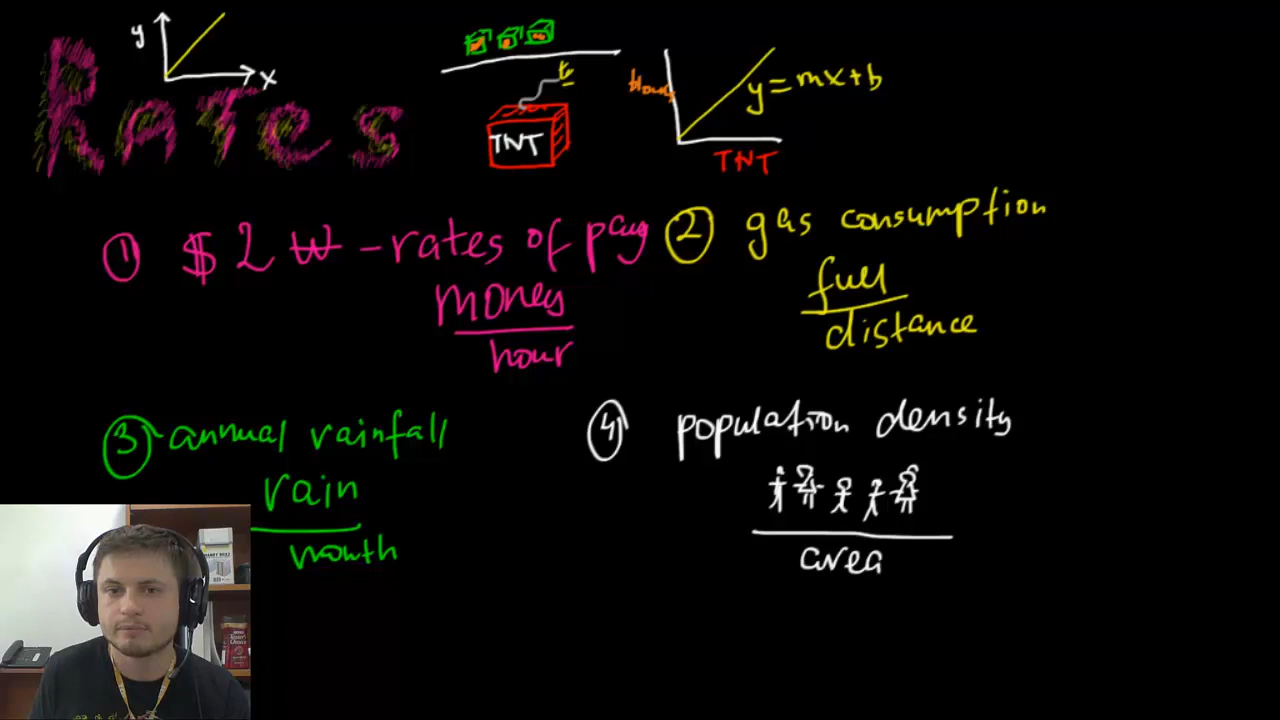 y
x
Rates
TNT
y=mx+b
TNT
① $2 W - rates of pay
money
hour
② gas consumption
fuel
distance
③ annual rainfall
rain
month
④ population density
area